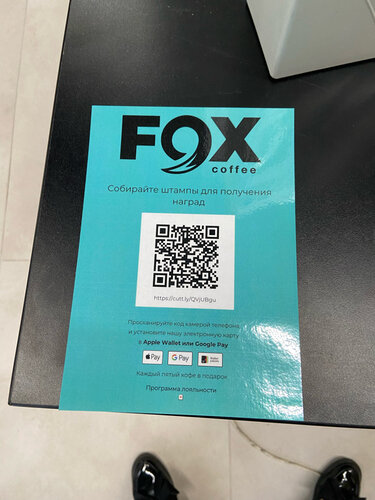 FOX
coffee
Собирайте штампы для получения
наград
https://cutt.ly/QVjUBgu
Просканируйте код камерой телефона
и установите нашу электронную карту
в Apple Wallet или Google Pay
Pay
G Pay
Каждый пятый кофе в подарок
Программа лояльности